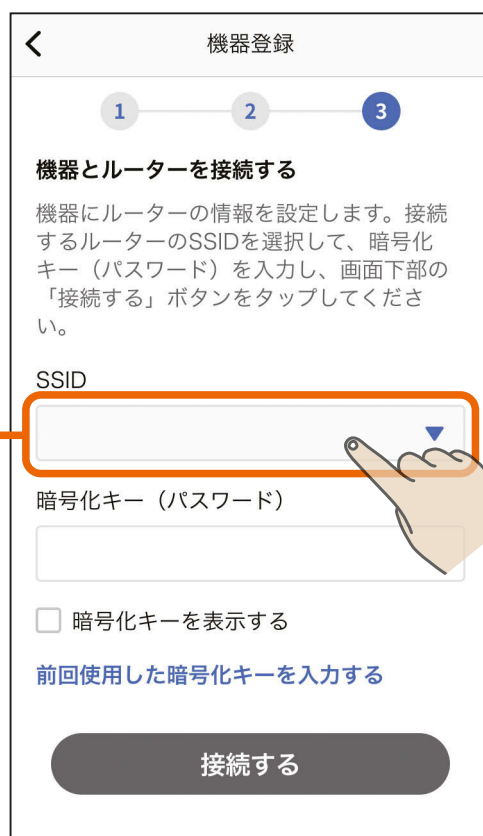 機器登録
1 2 3
機器とルーターを接続する
機器にルーターの情報を設定します。接続
するルーターのSSIDを選択して、暗号化
キー（パスワード）を入力し、画面下部の
「接続する」ボタンをタップしてくださ
い。
SSID
暗号化キー（パスワード）
暗号化キーを表示する
前回使用した暗号化キーを入力する
接続する